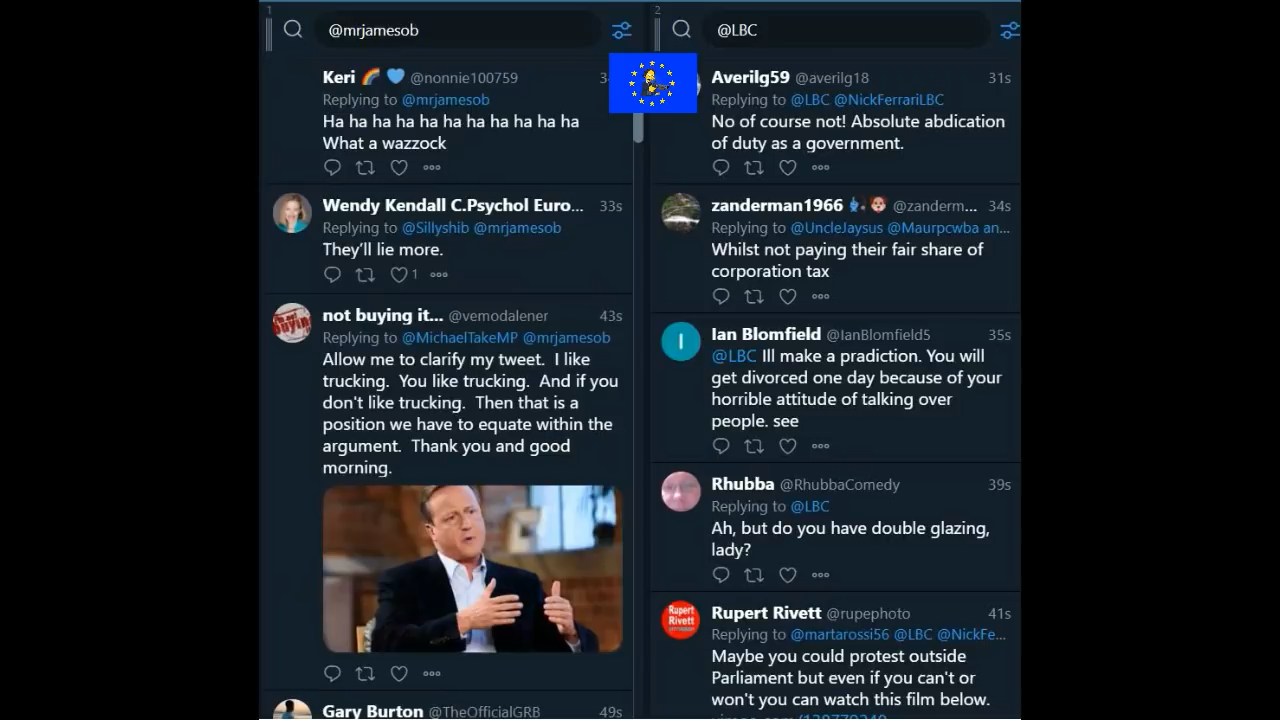 1
@mrjamesob
Keri @nonnie100759
Replying to @mrjamesob
Ha ha ha ha ha ha ha ha ha ha ha
What a wazzock
Wendy Kendall C.Psychol Euro... 33s
Replying to @Sillyshib @mrjamesob
They'll lie more.
1
not buying it... @vemodalener 43s
Replying to @MichaelTakeMP @mrjamesob
Allow me to clarify my tweet. I like
trucking. You like trucking. And if you
don't like trucking. Then that is a
position we have to equate within the
argument. Thank you and good
morning.
Gary Burton @TheOfficialGRB 49s
2
@LBC
Averilg59 @averilg18 31s
Replying to @LBC @NickFerrariLBC
No of course not! Absolute abdication
of duty as a government.
zanderman1966 @zanderm... 34s
Replying to @UncleJaysus @Maurpcwba an...
Whilst not paying their fair share of
corporation tax
I
Ian Blomfield @IanBlomfield5 35s
@LBC Ill make a pradiction. You will
get divorced one day because of your
horrible attitude of talking over
people. see
Rhubba @RhubbaComedy 39s
Replying to @LBC
Ah, but do you have double glazing,
lady?
Rupert
Rivett
Rupert Rivett @rupephoto 41s
Replying to @martarossi56 @LBC @NickFe...
Maybe you could protest outside
Parliament but even if you can't or
won't you can watch this film below.